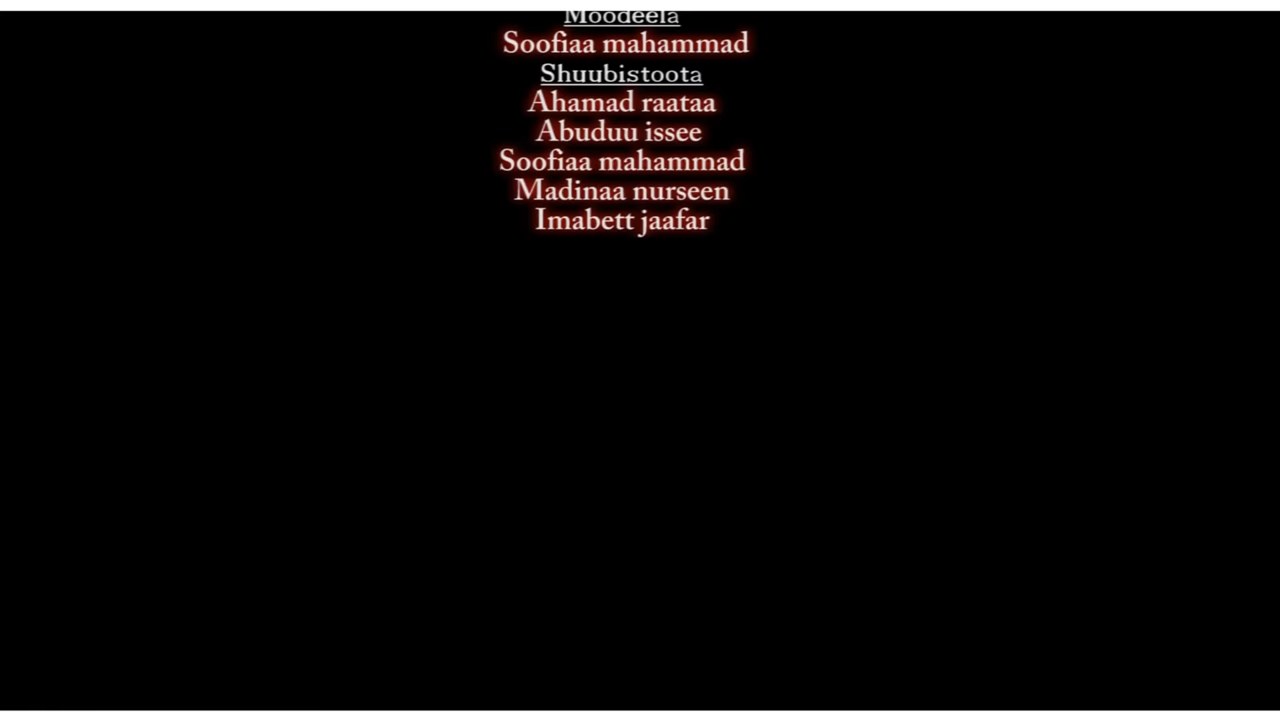 Moodeela
Soofiaa mahammad
Shuubistoota
Ahamad raataa
Abuduu issee
Soofiaa mahammad
Madinaa nurseen
Imabett jaafar